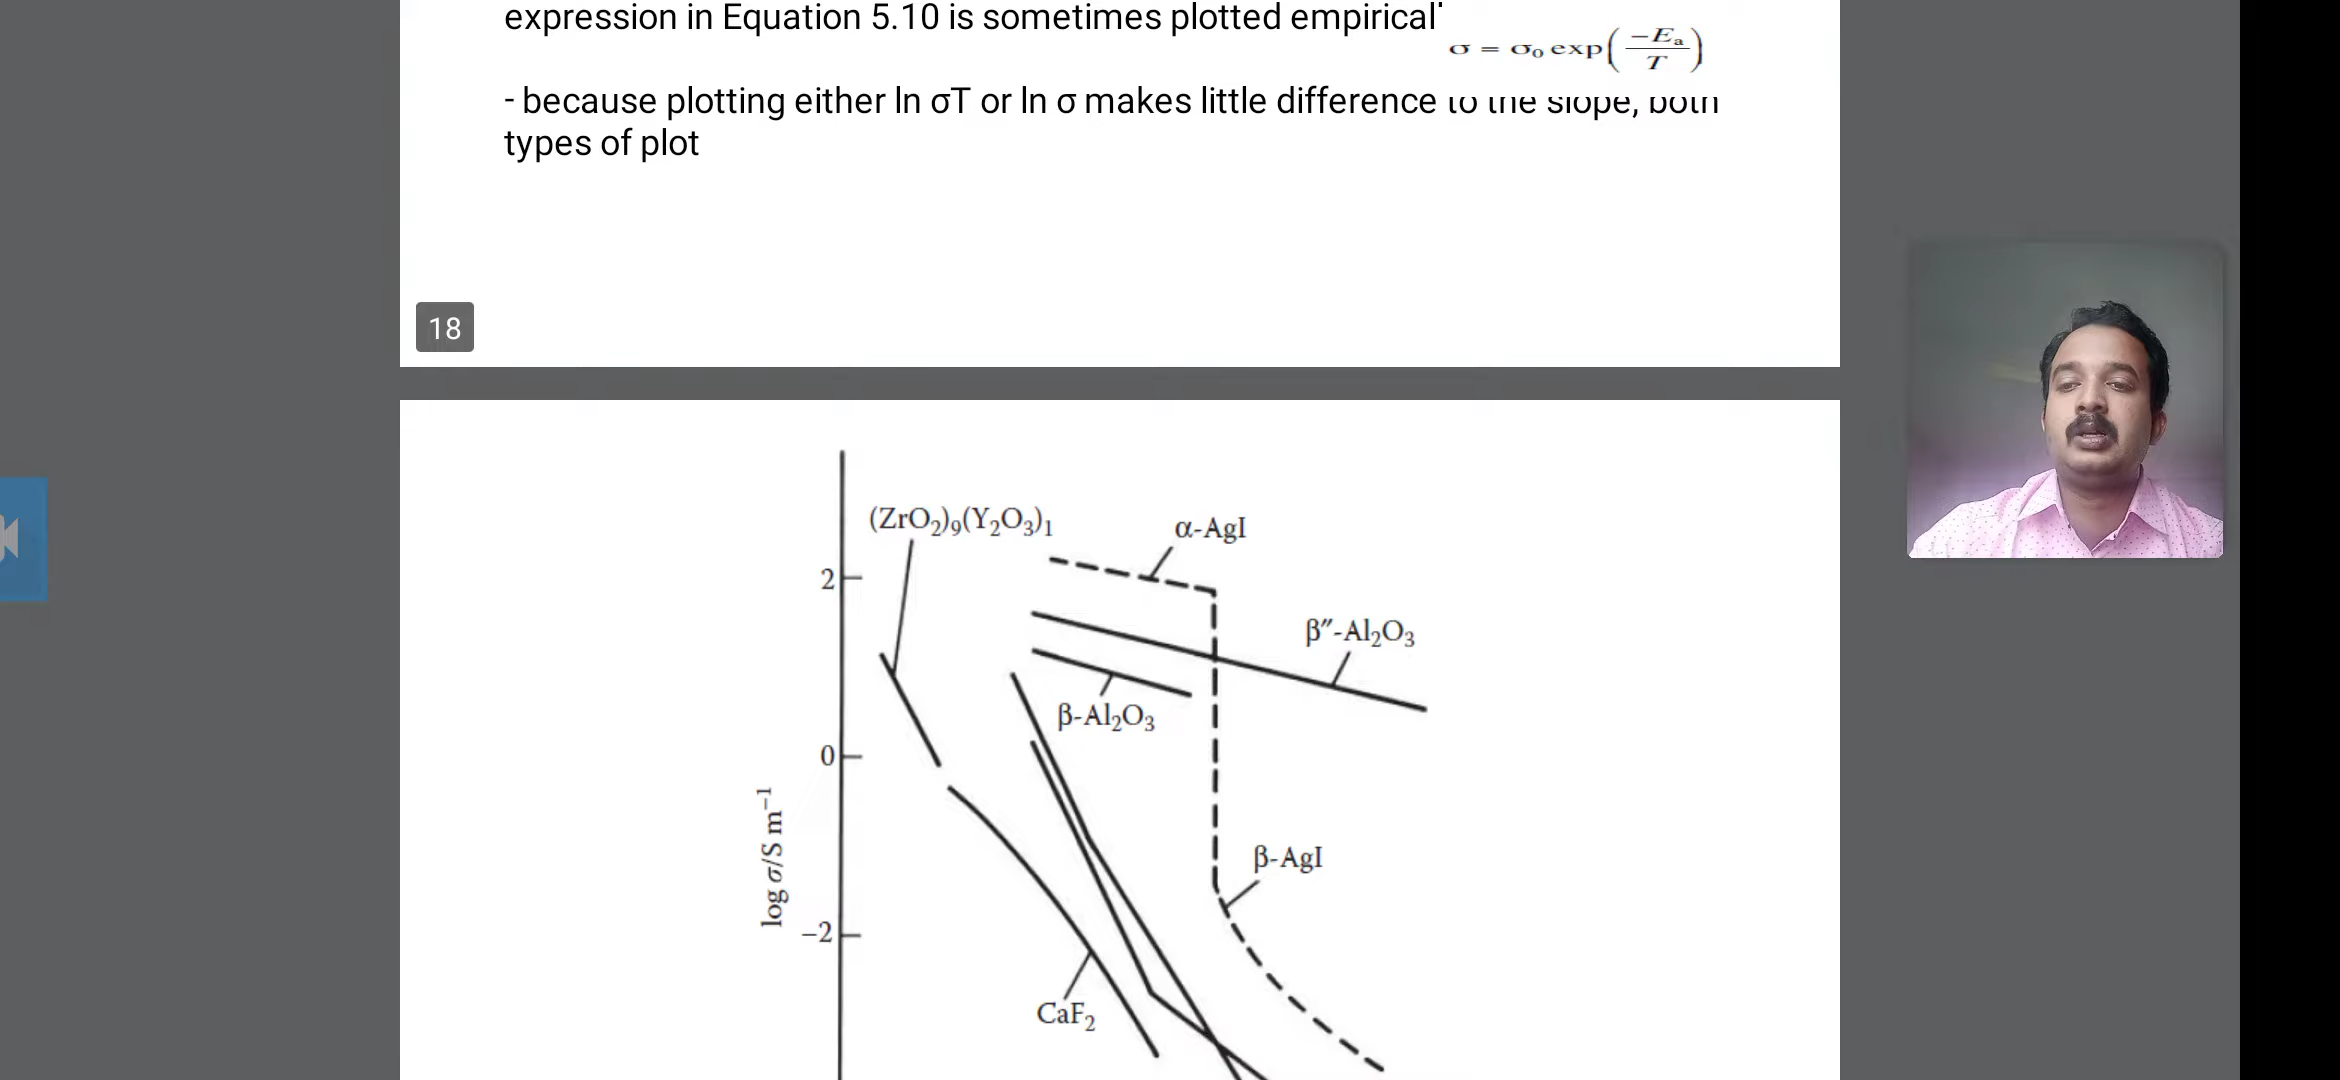 expression in Equation 5.10 is sometimes plotted empirical
σ = σ₀ exp(−Eₐ/T)
- because plotting either ln σT or ln σ makes little difference to the slope, both
types of plot
18
(ZrO₂)₉(Y₂O₃)₁
α-AgI
2
β″-Al₂O₃
β-Al₂O₃
0
log σ/S m⁻¹
β-AgI
−2
CaF₂